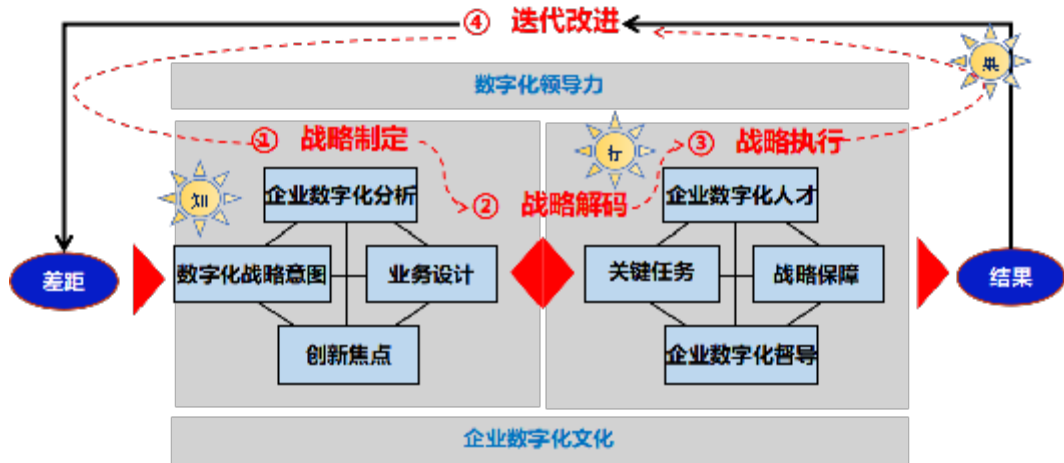 ④ 迭代改进
果
数字化领导力
① 战略制定
行
③ 战略执行
知
企业数字化分析
② 战略解码
企业数字化人才
差距
数字化战略意图
业务设计
关键任务
战略保障
结果
创新焦点
企业数字化督导
企业数字化文化